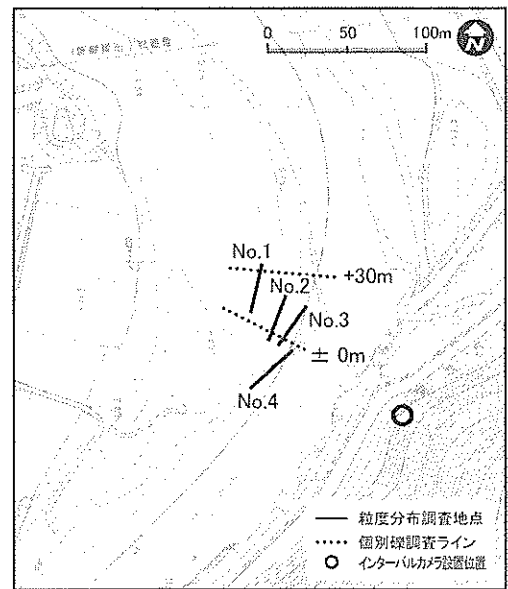 0 50 100m
N
No.1
+30m
No.2
No.3
± 0m
No.4
粒度分布調査地点
個別礫調査ライン
インターバルカメラ設置位置